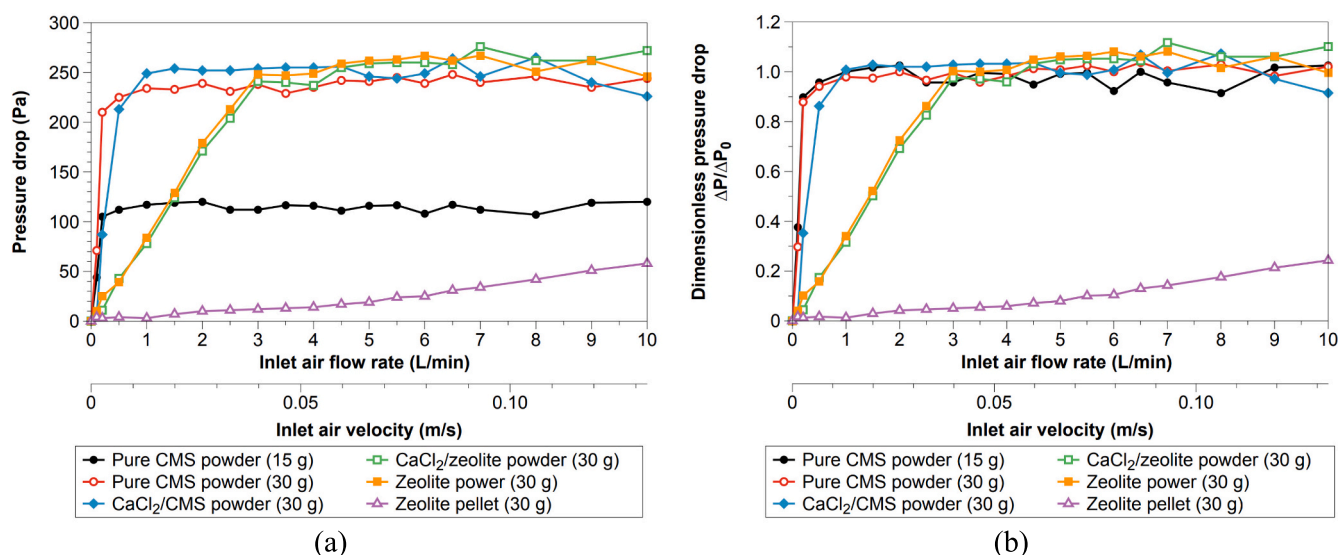 300
250
200
150
100
50
0
Pressure drop (Pa)
0 1 2 3 4 5 6 7 8 9 10
Inlet air flow rate (L/min)
0 0.05 0.10
Inlet air velocity (m/s)
Pure CMS powder (15 g)
Pure CMS powder (30 g)
CaCl₂/CMS powder (30 g)
CaCl₂/zeolite powder (30 g)
Zeolite power (30 g)
Zeolite pellet (30 g)
(a)
1.2
1.0
0.8
0.6
0.4
0.2
0.0
Dimensionless pressure drop
ΔP/ΔP₀
0 1 2 3 4 5 6 7 8 9 10
Inlet air flow rate (L/min)
0 0.05 0.10
Inlet air velocity (m/s)
Pure CMS powder (15 g)
Pure CMS powder (30 g)
CaCl₂/CMS powder (30 g)
CaCl₂/zeolite powder (30 g)
Zeolite power (30 g)
Zeolite pellet (30 g)
(b)